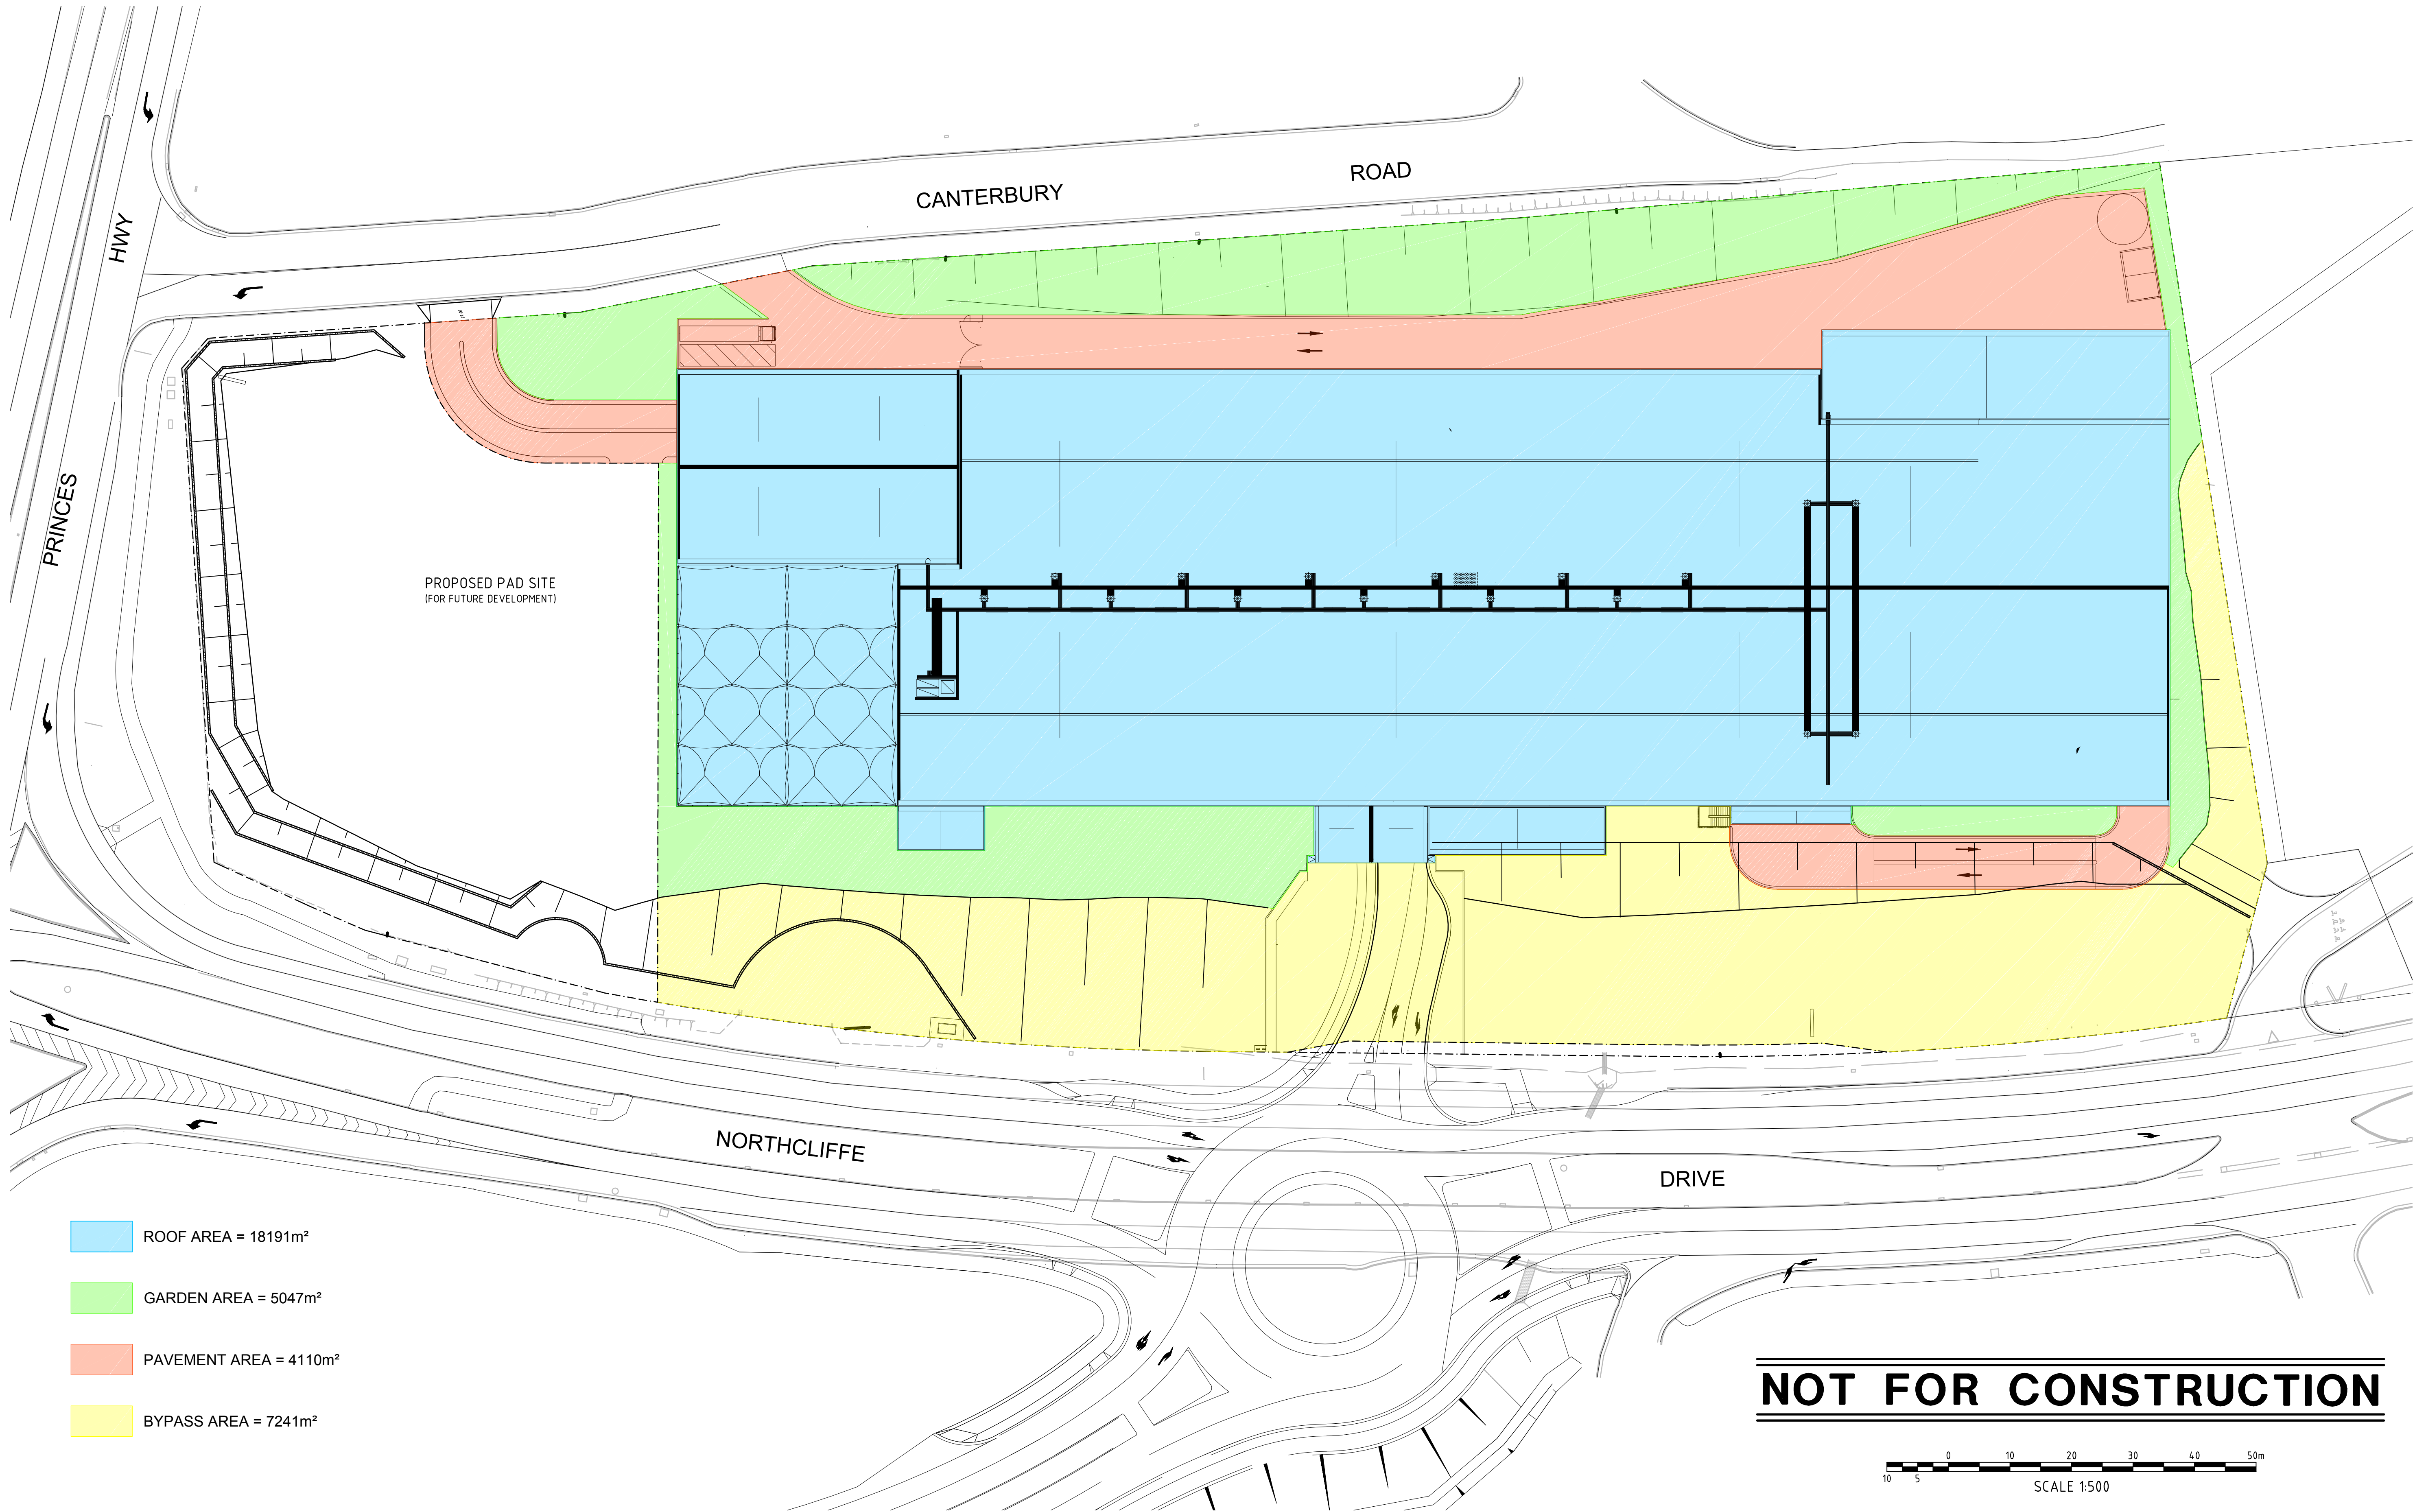 CANTERBURY
ROAD
HWY
PRINCES
PROPOSED PAD SITE
(FOR FUTURE DEVELOPMENT)
NORTHCLIFFE
DRIVE
ROOF AREA = 18191m²
GARDEN AREA = 5047m²
PAVEMENT AREA = 4110m²
BYPASS AREA = 7241m²
NOT FOR CONSTRUCTION
0 10 20 30 40 50m
10 5
SCALE 1:500